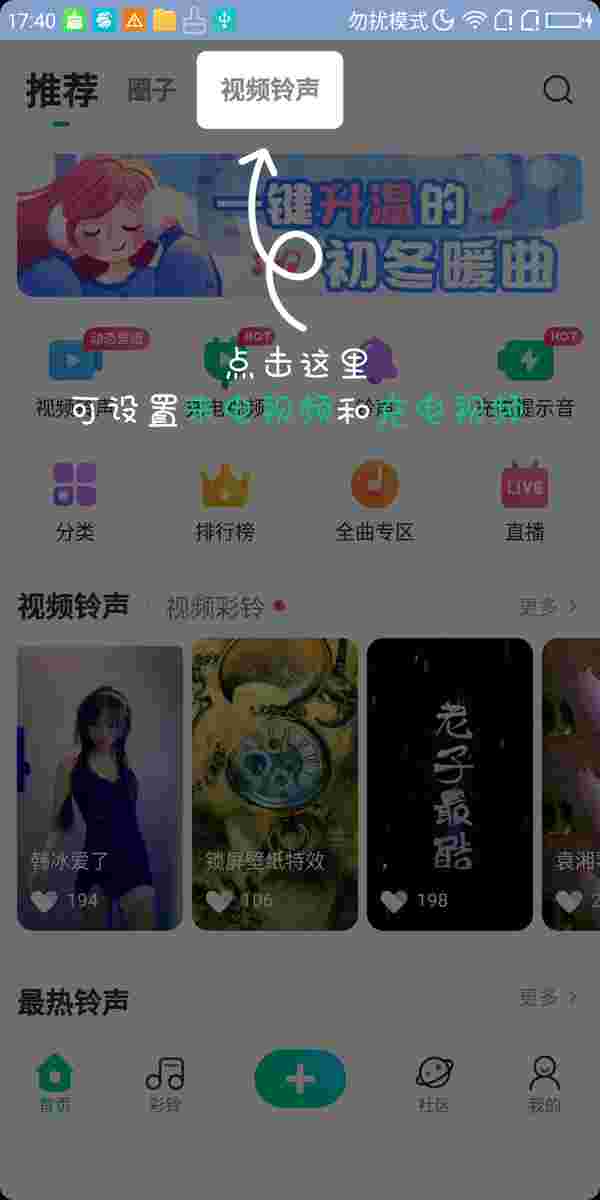 17:40
勿扰模式
推荐
圈子
视频铃声
一键升温的
初冬暖曲
点击这里
可设置来电视频和充电视频
动态壁纸
HOT
HOT
视频铃声
充电视频
铃声
充电提示音
LIVE
分类
排行榜
全曲专区
直播
视频铃声
视频彩铃
更多
老子最酷
韩冰爱了
锁屏壁纸特效
,
194
106
198
2
最热铃声
更多
首页
彩铃
社区
我的